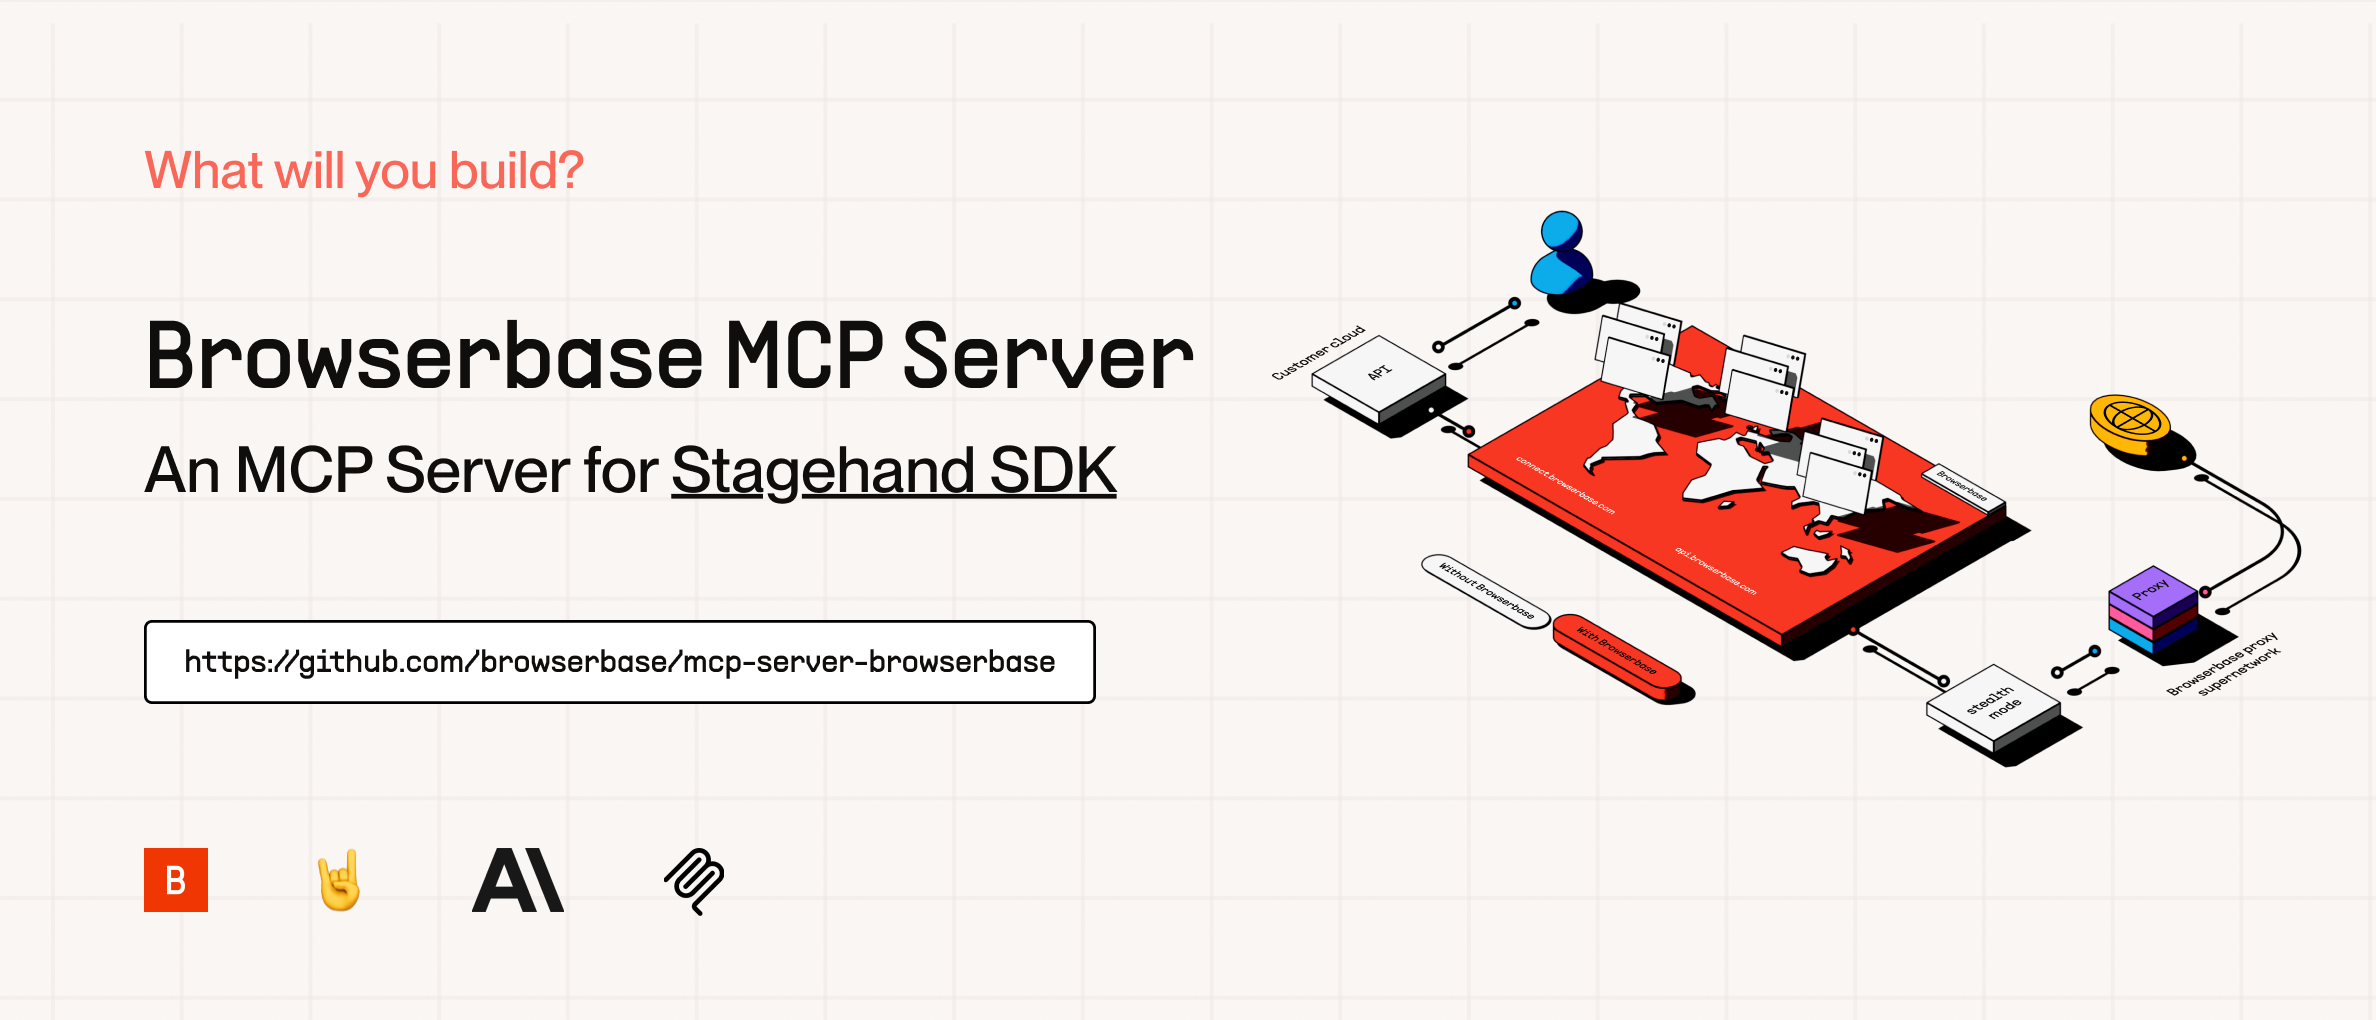 What will you build?
Browserbase MCP Server
An MCP Server for Stagehand SDK
https://github.com/browserbase/mcp-server-browserbase
B
Customer cloud
API
connect.browserbase.com
api.browserbase.com
Browserbase
Without Browserbase
With Browserbase
stealth
mode
Proxy
Browserbase proxy
supernetwork